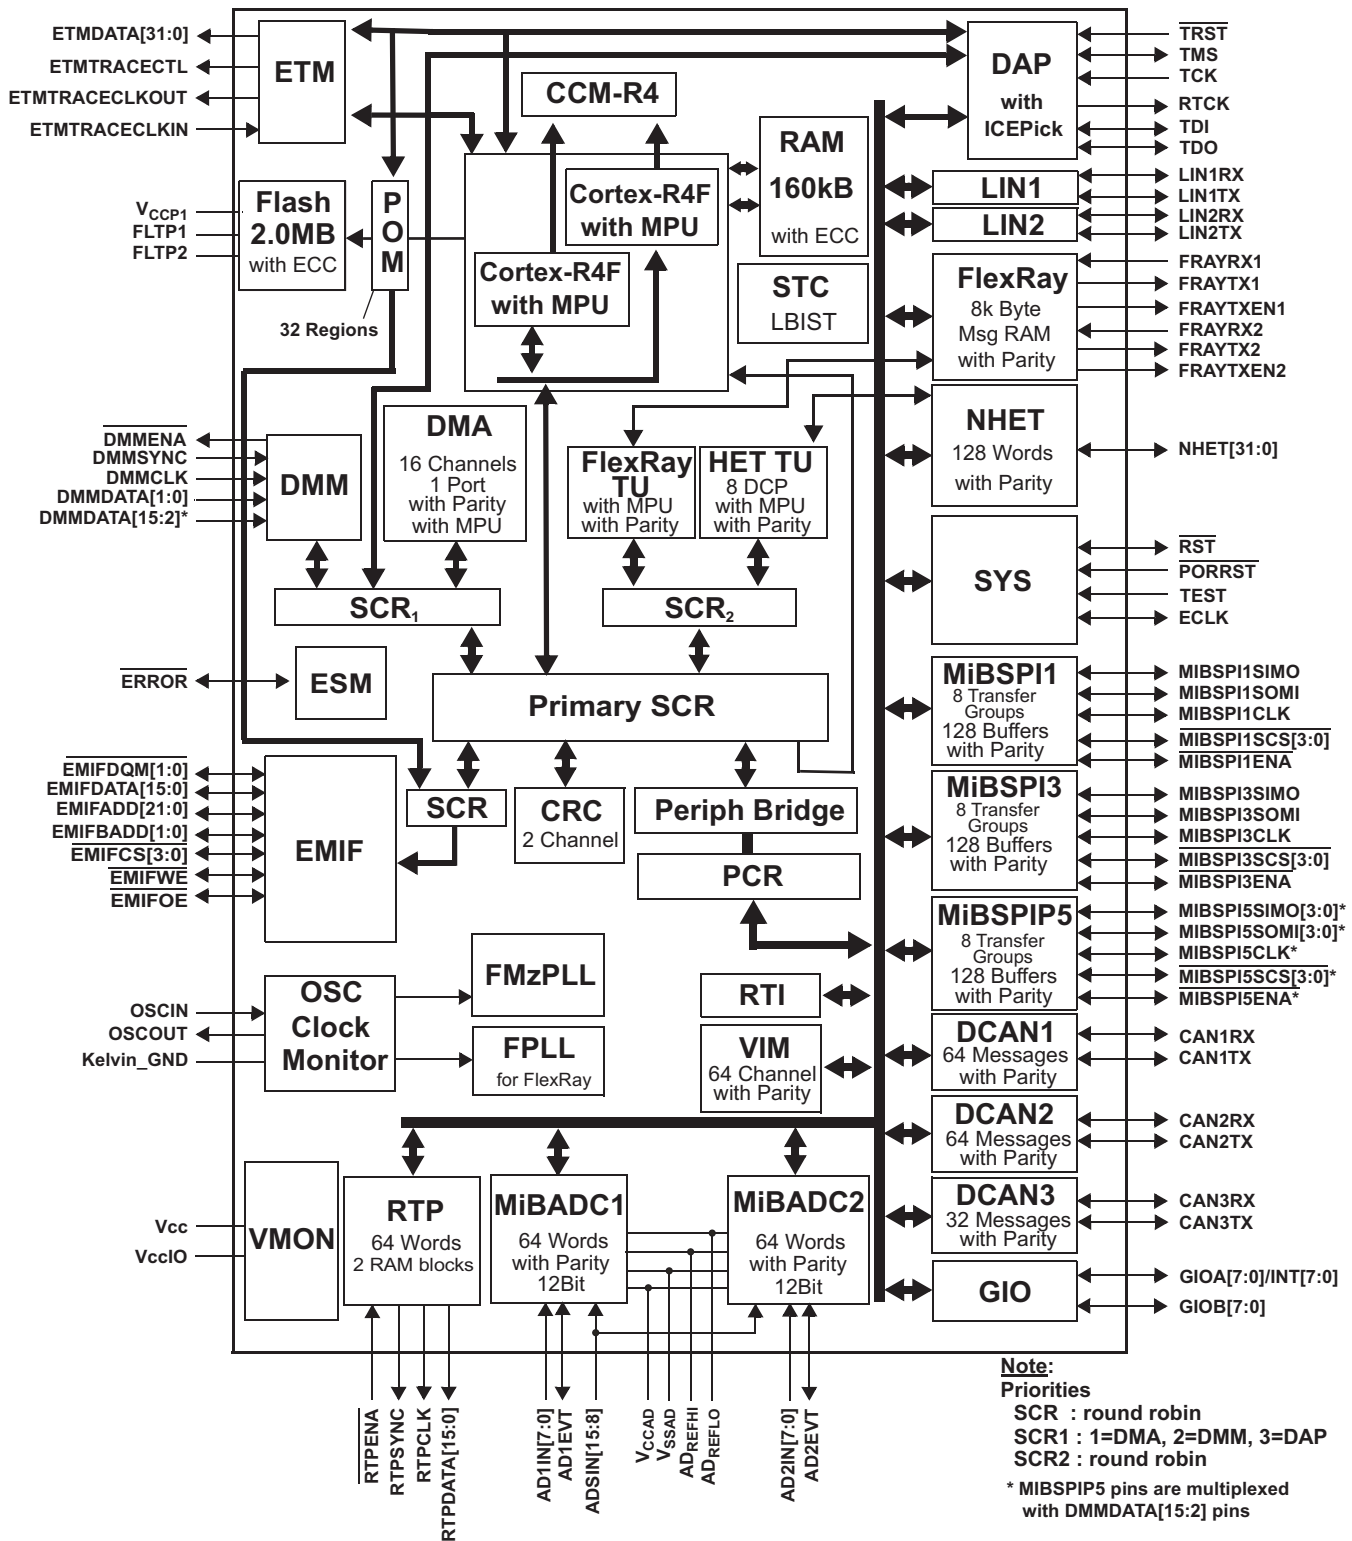 ETMDATA[31:0]
ETMTRACECTL
ETMTRACECLKOUT
ETMTRACECLKIN
ETM
CCM-R4
DAP
with
ICEPick
TRST
TMS
TCK
RTCK
TDI
TDO
VCCP1
FLTP1
FLTP2
Flash
2.0MB
with ECC
POM
32 Regions
Cortex-R4F
with MPU
Cortex-R4F
with MPU
RAM
160kB
with ECC
STC
LBIST
LIN1
LIN2
LIN1RX
LIN1TX
LIN2RX
LIN2TX
FlexRay
8k Byte
Msg RAM
with Parity
FRAYRX1
FRAYTX1
FRAYTXEN1
FRAYRX2
FRAYTX2
FRAYTXEN2
DMMENA
DMMSYNC
DMMCLK
DMMDATA[1:0]
DMMDATA[15:2]*
DMM
DMA
16 Channels
1 Port
with Parity
with MPU
FlexRay
TU
with MPU
with Parity
HET TU
8 DCP
with MPU
with Parity
NHET
128 Words
with Parity
NHET[31:0]
SCR1
SCR2
SYS
RST
PORRST
TEST
ECLK
ERROR
ESM
Primary SCR
MiBSPI1
8 Transfer
Groups
128 Buffers
with Parity
MIBSPI1SIMO
MIBSPI1SOMI
MIBSPI1CLK
MIBSPI1SCS[3:0]
MIBSPI1ENA
EMIFDQM[1:0]
EMIFDATA[15:0]
EMIFADD[21:0]
EMIFBADD[1:0]
EMIFCS[3:0]
EMIFWE
EMIFOE
EMIF
SCR
CRC
2 Channel
Periph Bridge
PCR
MiBSPI3
8 Transfer
Groups
128 Buffers
with Parity
MIBSPI3SIMO
MIBSPI3SOMI
MIBSPI3CLK
MIBSPI3SCS[3:0]
MIBSPI3ENA
MiBSPIP5
8 Transfer
Groups
128 Buffers
with Parity
MIBSPI5SIMO[3:0]*
MIBSPI5SOMI[3:0]*
MIBSPI5CLK*
MIBSPI5SCS[3:0]*
MIBSPI5ENA*
OSCIN
OSCOUT
Kelvin_GND
OSC
Clock
Monitor
FMzPLL
FPLL
for FlexRay
RTI
VIM
64 Channel
with Parity
DCAN1
64 Messages
with Parity
CAN1RX
CAN1TX
DCAN2
64 Messages
with Parity
CAN2RX
CAN2TX
DCAN3
32 Messages
with Parity
CAN3RX
CAN3TX
GIO
GIOA[7:0]/INT[7:0]
GIOB[7:0]
Vcc
VccIO
VMON
RTP
64 Words
2 RAM blocks
MiBADC1
64 Words
with Parity
12Bit
MiBADC2
64 Words
with Parity
12Bit
RTPENA
RTPSYNC
RTPCLK
RTPDATA[15:0]
AD1IN[7:0]
AD1EVT
ADSIN[15:8]
VCCAD
VSSAD
ADREFHI
ADREFLO
AD2IN[7:0]
AD2EVT
Note:
Priorities
SCR : round robin
SCR1 : 1=DMA, 2=DMM, 3=DAP
SCR2 : round robin
* MIBSPIP5 pins are multiplexed
with DMMDATA[15:2] pins